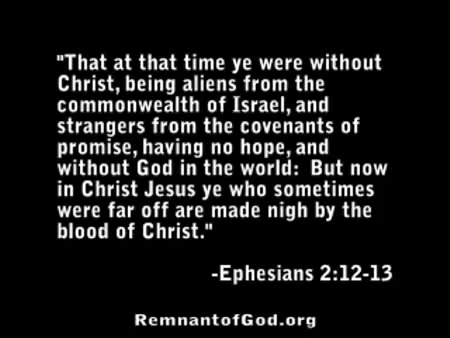 "That at that time ye were without
Christ, being aliens from the
commonwealth of Israel, and
strangers from the covenants of
promise, having no hope, and
without God in the world:  But now
in Christ Jesus ye who sometimes
were far off are made nigh by the
blood of Christ."
-Ephesians 2:12-13
RemnantofGod.org